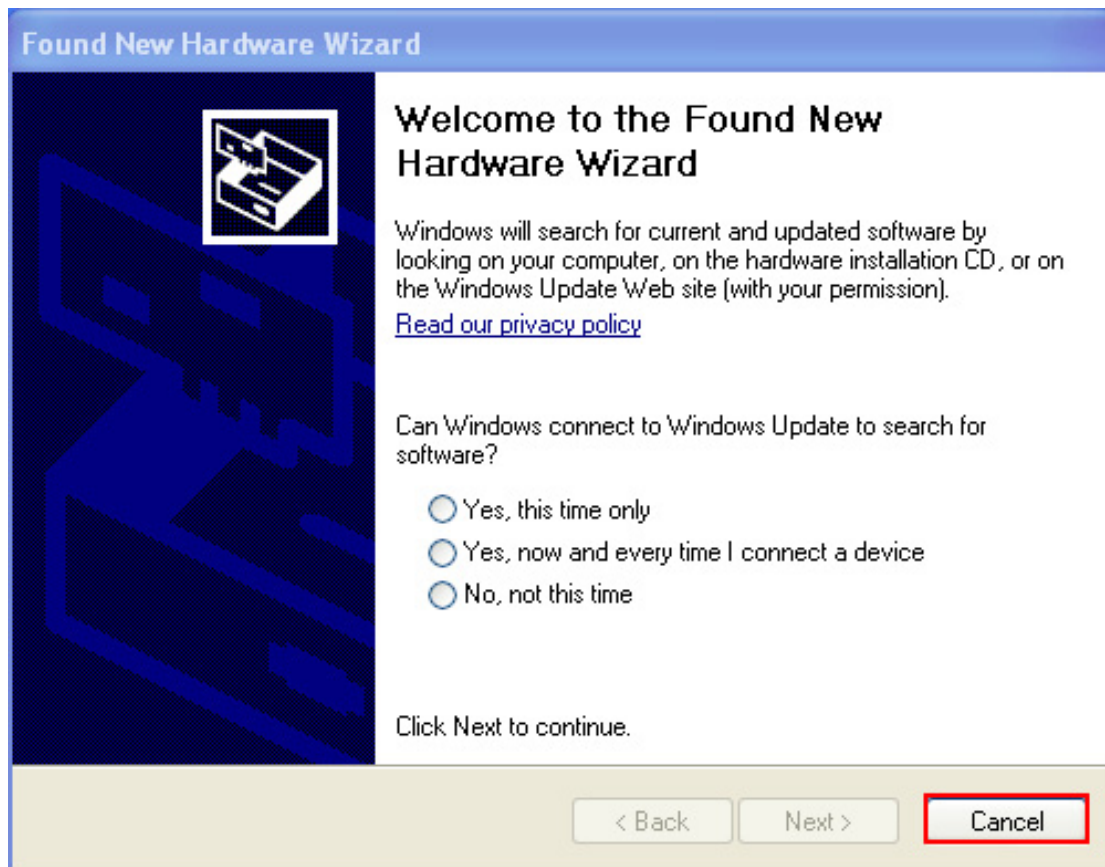 Found New Hardware Wizard
Welcome to the Found New
Hardware Wizard
Windows will search for current and updated software by
looking on your computer, on the hardware installation CD, or on
the Windows Update Web site (with your permission).
Read our privacy policy
Can Windows connect to Windows Update to search for
software?
Yes, this time only
Yes, now and every time I connect a device
No, not this time
Click Next to continue.
< Back Next > Cancel